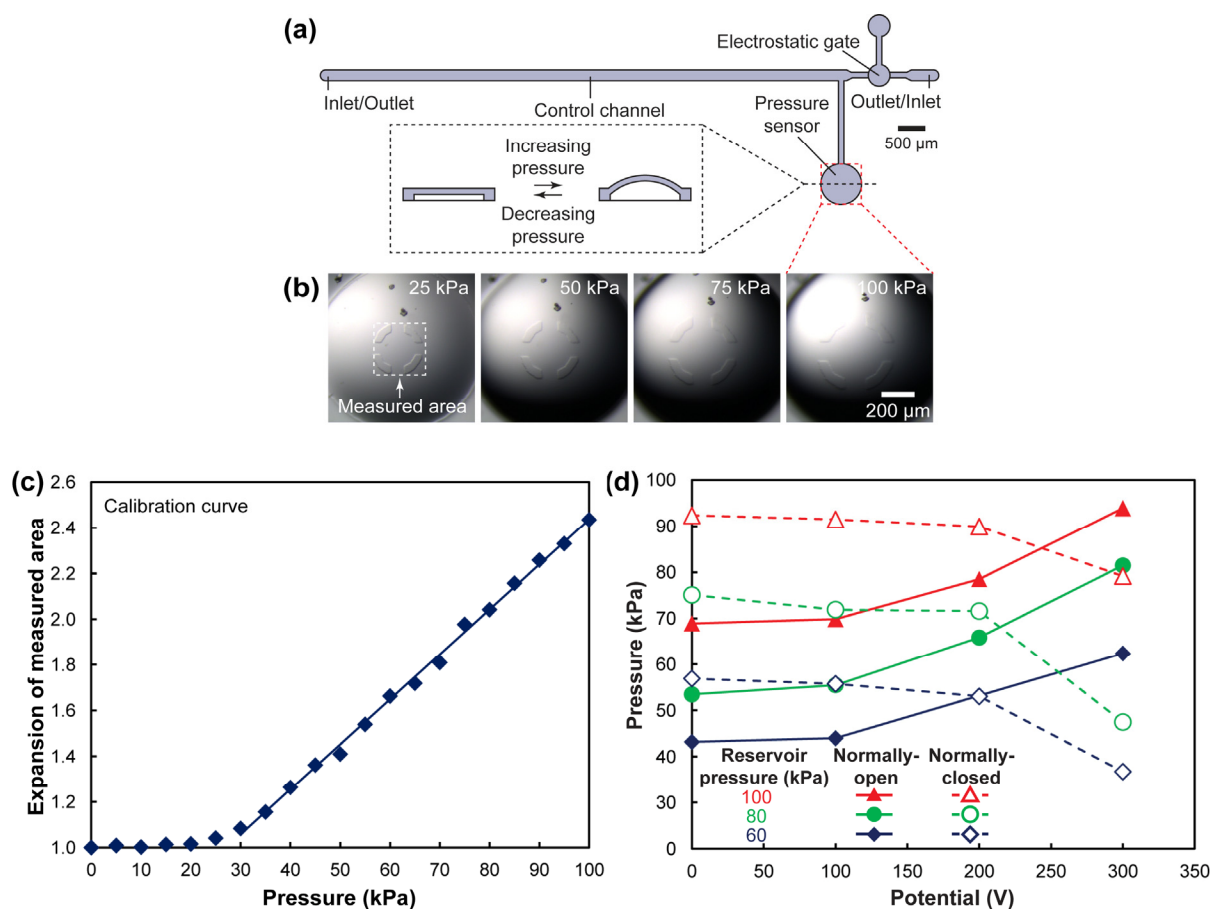 (a)
Electrostatic gate
Inlet/Outlet
Control channel
Pressure
sensor
Outlet/Inlet
500 µm
Increasing
pressure
Decreasing
pressure
(b)
25 kPa
50 kPa
75 kPa
100 kPa
Measured area
200 µm
(c)
Calibration curve
Expansion of measured area
2.6
2.4
2.2
2.0
1.8
1.6
1.4
1.2
1.0
0 10 20 30 40 50 60 70 80 90 100
Pressure (kPa)
(d)
Pressure (kPa)
100
90
80
70
60
50
40
30
20
10
0
Reservoir Normally- Normally-
pressure (kPa) open closed
100
80
60
0 50 100 150 200 250 300 350
Potential (V)